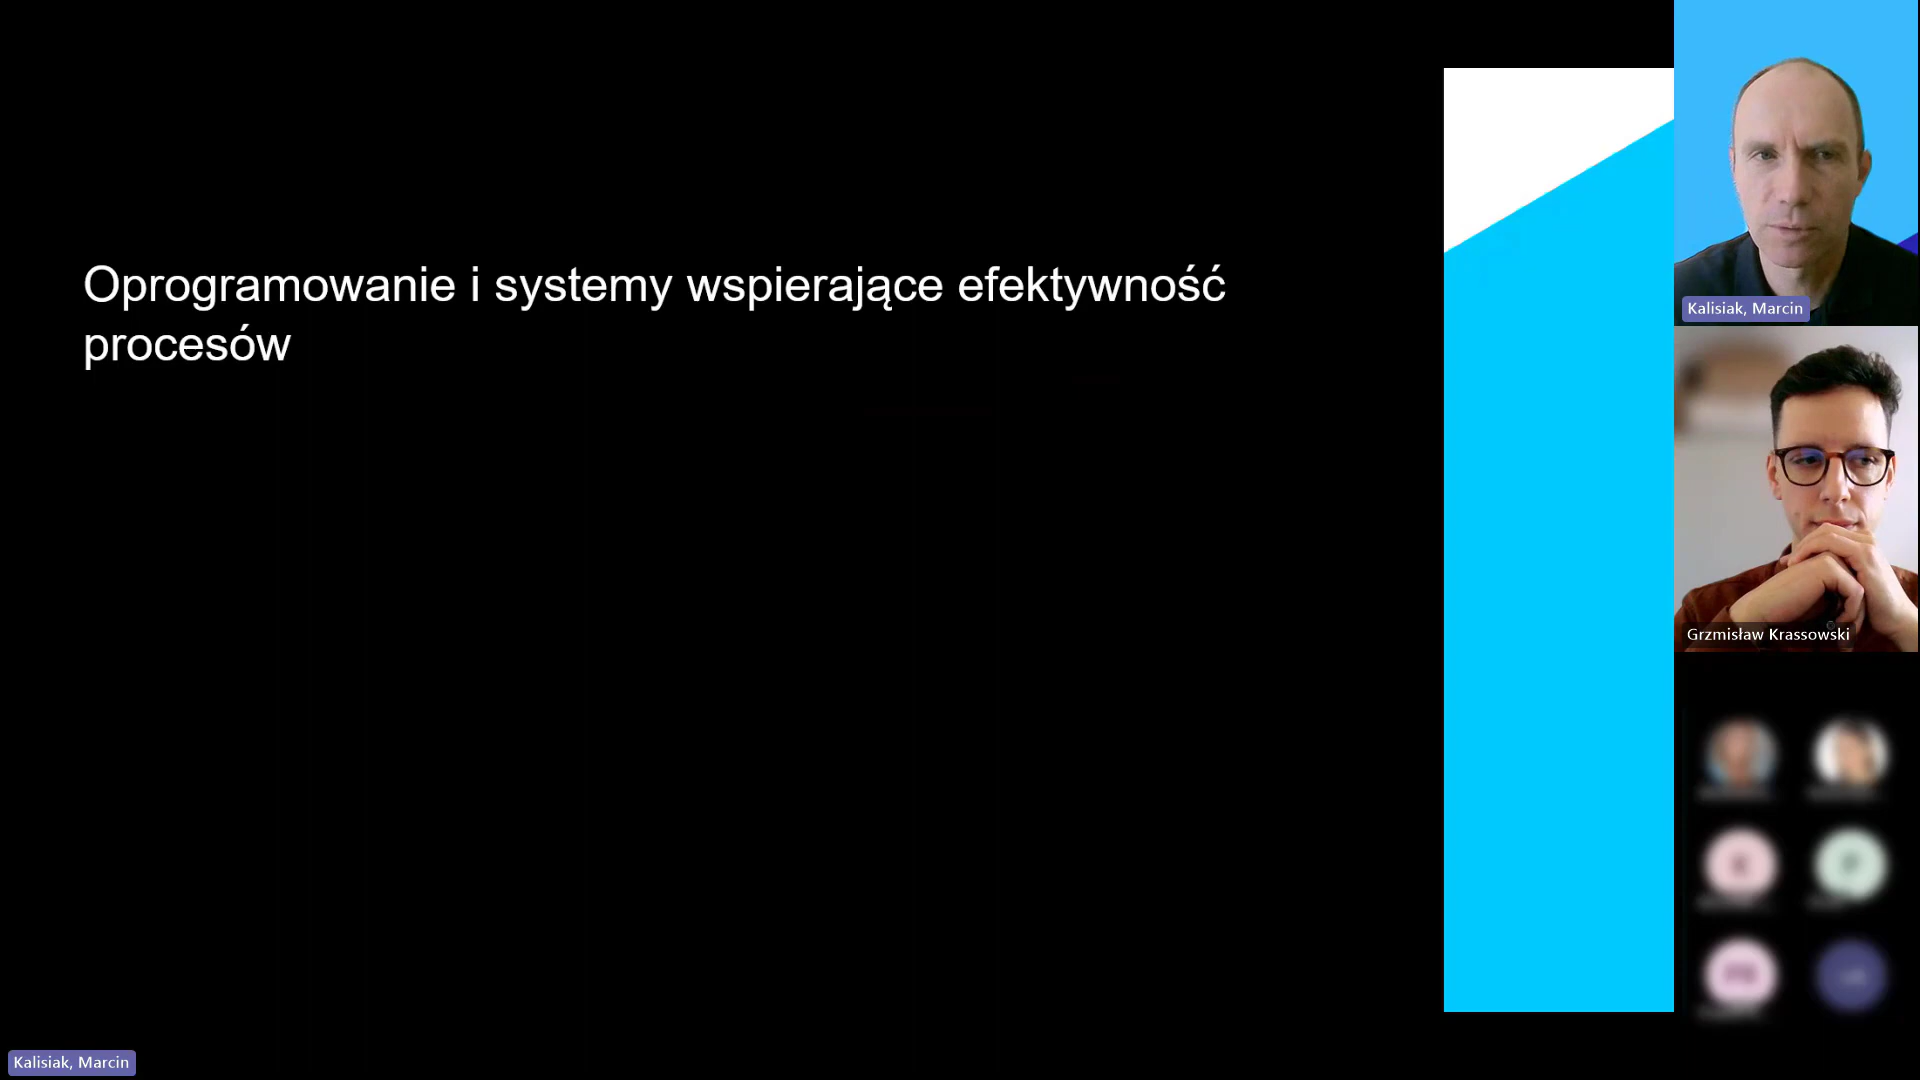 Oprogramowanie i systemy wspierające efektywność
procesów
Kalisiak, Marcin
Grzmisław Krassowski
Kalisiak, Marcin